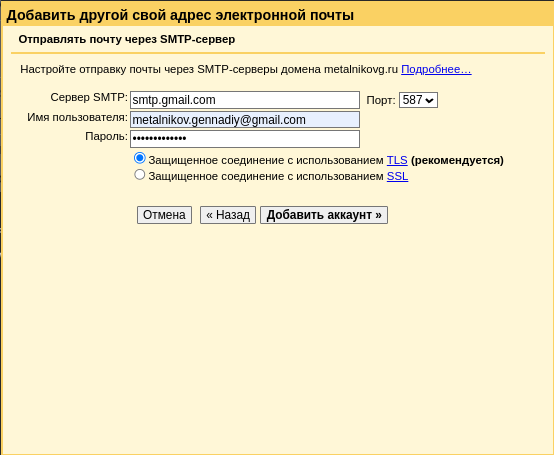 Добавить другой свой адрес электронной почты
Отправлять почту через SMTP-сервер
Настройте отправку почты через SMTP-серверы домена metalnikovg.ru Подробнее…
Сервер SMTP: smtp.gmail.com Порт: 587
Имя пользователя: metalnikov.gennadiy@gmail.com
Пароль: •••••••••••••
Защищенное соединение с использованием TLS (рекомендуется)
Защищенное соединение с использованием SSL
Отмена « Назад Добавить аккаунт »